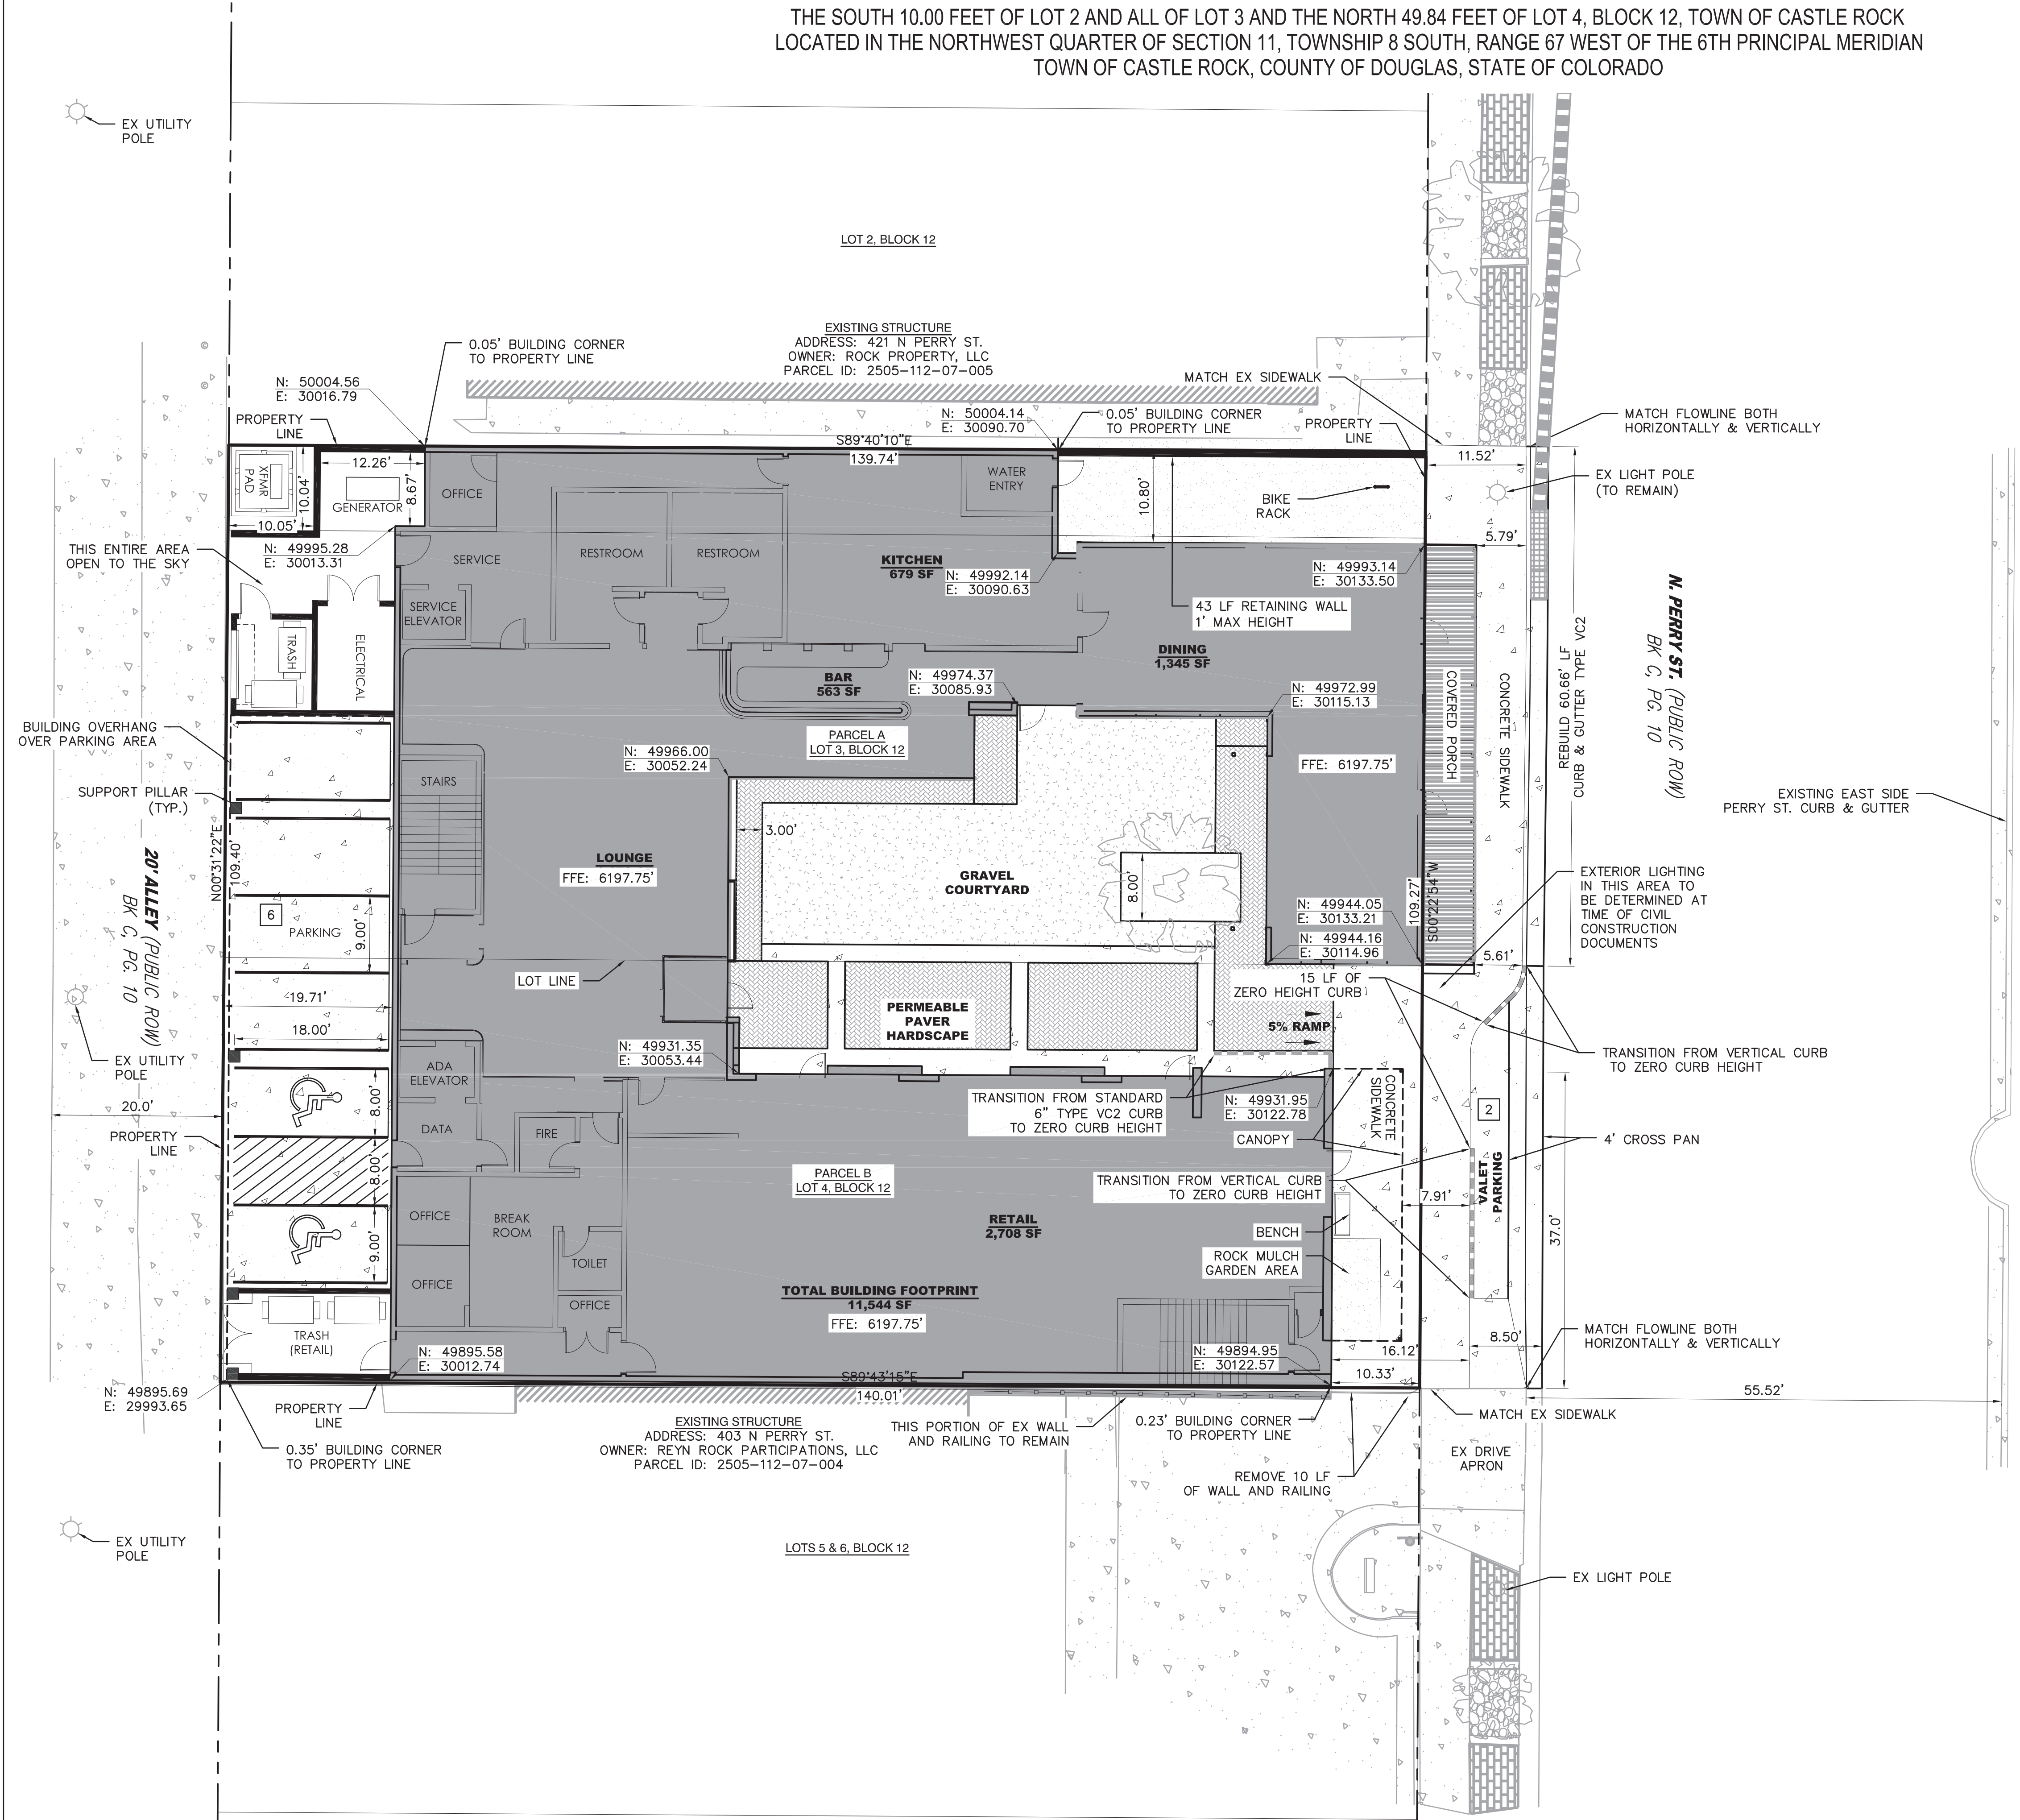 THE SOUTH 10.00 FEET OF LOT 2 AND ALL OF LOT 3 AND THE NORTH 49.84 FEET OF LOT 4, BLOCK 12, TOWN OF CASTLE ROCK
LOCATED IN THE NORTHWEST QUARTER OF SECTION 11, TOWNSHIP 8 SOUTH, RANGE 67 WEST OF THE 6TH PRINCIPAL MERIDIAN
TOWN OF CASTLE ROCK, COUNTY OF DOUGLAS, STATE OF COLORADO
EX UTILITY
POLE
LOT 2, BLOCK 12
EXISTING STRUCTURE
ADDRESS: 421 N PERRY ST.
OWNER: ROCK PROPERTY, LLC
PARCEL ID: 2505-112-07-005
0.05' BUILDING CORNER
TO PROPERTY LINE
N: 50004.56
E: 30016.79
PROPERTY
LINE
MATCH EX SIDEWALK
N: 50004.14
E: 30090.70
0.05' BUILDING CORNER
TO PROPERTY LINE
PROPERTY
LINE
MATCH FLOWLINE BOTH
HORIZONTALLY & VERTICALLY
S89°40'10"E
139.74'
11.52'
EX LIGHT POLE
(TO REMAIN)
XFMR
PAD
10.04'
10.05'
12.26'
8.67'
GENERATOR
OFFICE
WATER
ENTRY
10.80'
BIKE
RACK
5.79'
THIS ENTIRE AREA
OPEN TO THE SKY
N: 49995.28
E: 30013.31
SERVICE
RESTROOM
RESTROOM
KITCHEN
679 SF
N: 49992.14
E: 30090.63
N: 49993.14
E: 30133.50
43 LF RETAINING WALL
1' MAX HEIGHT
SERVICE
ELEVATOR
TRASH
ELECTRICAL
DINING
1,345 SF
BAR
563 SF
N: 49974.37
E: 30085.93
N: 49972.99
E: 30115.13
COVERED PORCH
CONCRETE SIDEWALK
REBUILD 60.66' LF
CURB & GUTTER TYPE VC2
N. PERRY ST. (PUBLIC ROW)
BK C, PG. 10
BUILDING OVERHANG
OVER PARKING AREA
PARCEL A
LOT 3, BLOCK 12
N: 49966.00
E: 30052.24
FFE: 6197.75'
STAIRS
SUPPORT PILLAR
(TYP.)
EXISTING EAST SIDE
PERRY ST. CURB & GUTTER
3.00'
N00°31'22"E
109.40'
20' ALLEY (PUBLIC ROW)
BK C, PG. 10
LOUNGE
FFE: 6197.75'
GRAVEL
COURTYARD
8.00'
109.27'
S00°22'54"W
EXTERIOR LIGHTING
IN THIS AREA TO
BE DETERMINED AT
TIME OF CIVIL
CONSTRUCTION
DOCUMENTS
6
PARKING
9.00'
N: 49944.05
E: 30133.21
N: 49944.16
E: 30114.96
5.61'
LOT LINE
15 LF OF
ZERO HEIGHT CURB
19.71'
18.00'
PERMEABLE
PAVER
HARDSCAPE
5% RAMP
N: 49931.35
E: 30053.44
EX UTILITY
POLE
TRANSITION FROM VERTICAL CURB
TO ZERO CURB HEIGHT
ADA
ELEVATOR
8.00'
20.0'
TRANSITION FROM STANDARD
6" TYPE VC2 CURB
TO ZERO CURB HEIGHT
N: 49931.95
E: 30122.78
CONCRETE
SIDEWALK
2
DATA
FIRE
CANOPY
4' CROSS PAN
PROPERTY
LINE
8.00'
PARCEL B
LOT 4, BLOCK 12
TRANSITION FROM VERTICAL CURB
TO ZERO CURB HEIGHT
7.91'
VALET
PARKING
37.0'
OFFICE
BREAK
ROOM
RETAIL
2,708 SF
BENCH
9.00'
TOILET
ROCK MULCH
GARDEN AREA
OFFICE
OFFICE
TOTAL BUILDING FOOTPRINT
11,544 SF
FFE: 6197.75'
TRASH
(RETAIL)
8.50'
MATCH FLOWLINE BOTH
HORIZONTALLY & VERTICALLY
N: 49895.58
E: 30012.74
N: 49894.95
E: 30122.57
16.12'
10.33'
S89°43'15"E
140.01'
N: 49895.69
E: 29993.65
PROPERTY
LINE
55.52'
0.35' BUILDING CORNER
TO PROPERTY LINE
EXISTING STRUCTURE
ADDRESS: 403 N PERRY ST.
OWNER: REYN ROCK PARTICIPATIONS, LLC
PARCEL ID: 2505-112-07-004
THIS PORTION OF EX WALL
AND RAILING TO REMAIN
0.23' BUILDING CORNER
TO PROPERTY LINE
MATCH EX SIDEWALK
EX DRIVE
APRON
REMOVE 10 LF
OF WALL AND RAILING
EX UTILITY
POLE
LOTS 5 & 6, BLOCK 12
EX LIGHT POLE